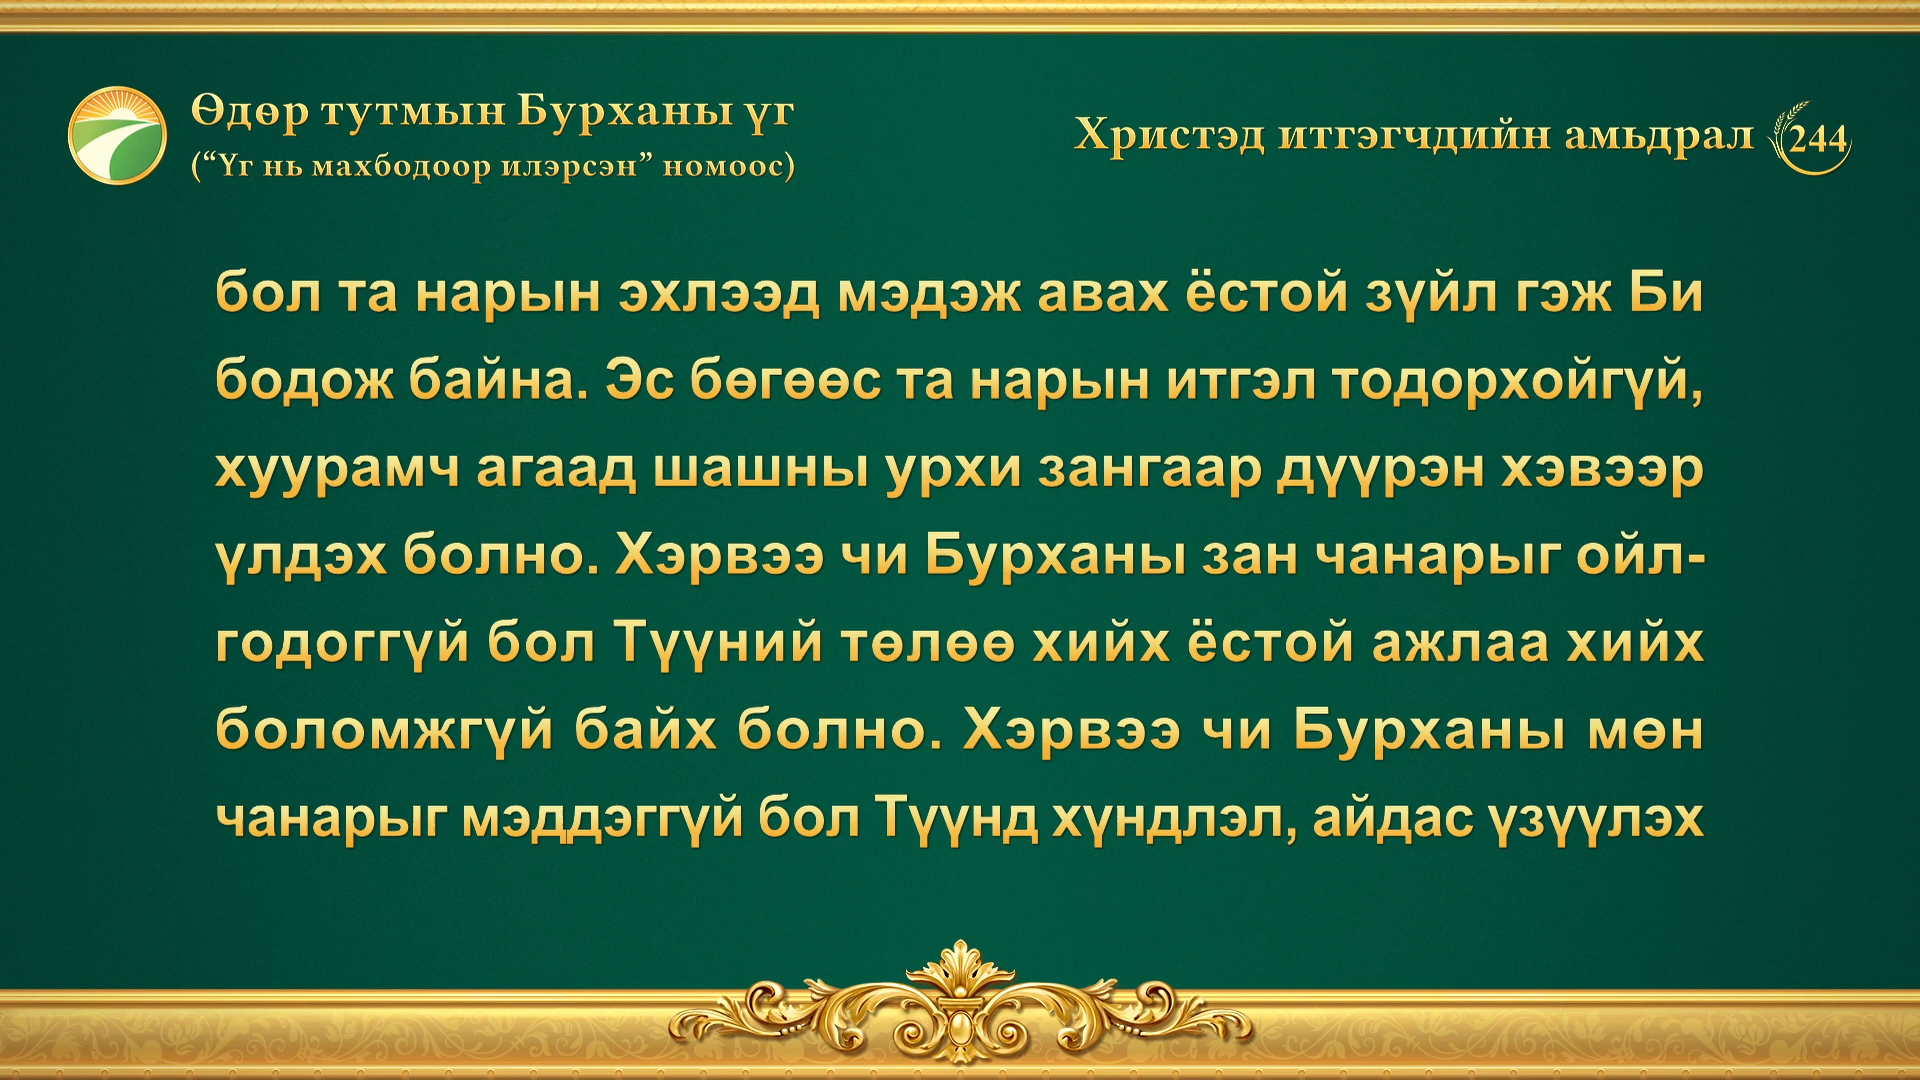 Өдөр тутмын Бурханы үг
(“Үг нь махбодоор илэрсэн” номоос)
Христэд итгэгчдийн амьдрал 244
бол та нарын эхлээд мэдэж авах ёстой зүйл гэж Би
бодож байна. Эс бөгөөс та нарын итгэл тодорхойгүй,
хуурамч агаад шашны урхи зангаар дүүрэн хэвээр
үлдэх болно. Хэрвээ чи Бурханы зан чанарыг ойл-
годоггүй бол Түүний төлөө хийх ёстой ажлаа хийх
боломжгүй байх болно. Хэрвээ чи Бурханы мөн
чанарыг мэддэггүй бол Түүнд хүндлэл, айдас үзүүлэх